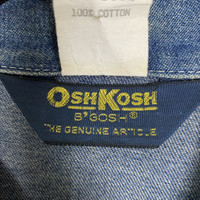 100% COTTON
OSHKOSH
B'GOSH®
THE GENUINE ARTICLE